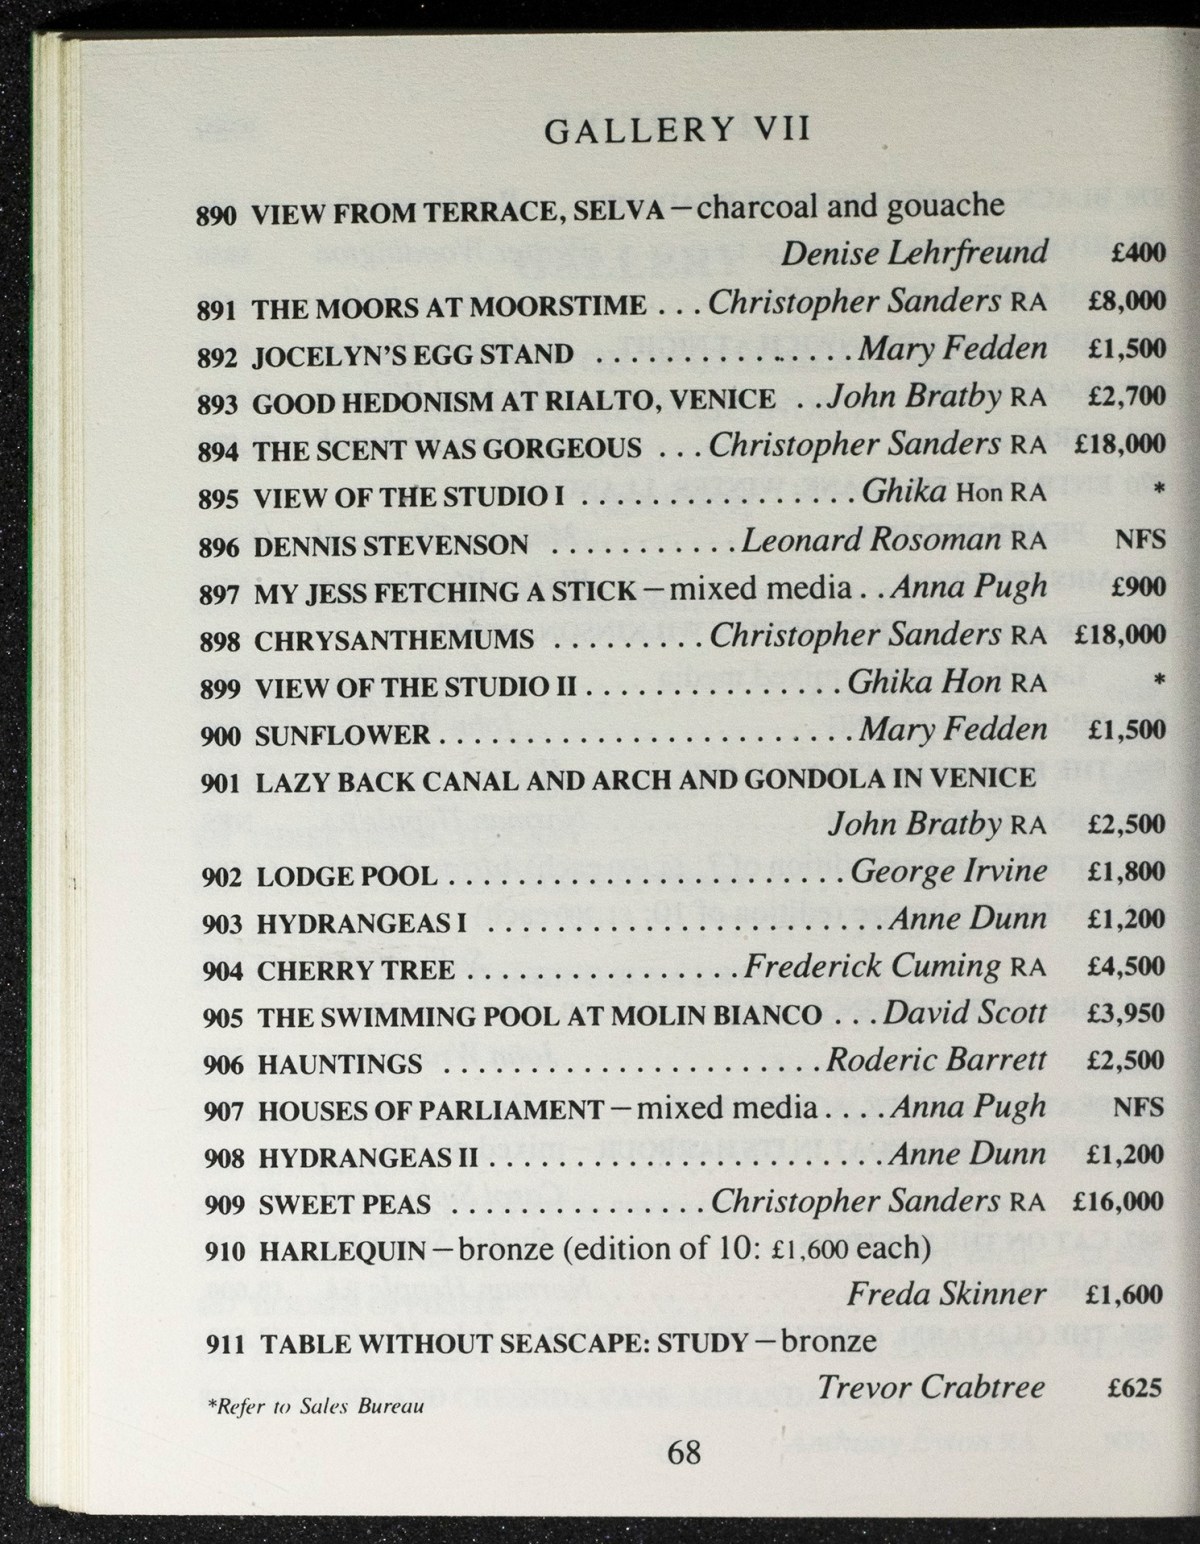 GALLERY VII
890 VIEW FROM TERRACE, SELVA—charcoal and gouache
Denise Lehrfreund £400
891 THE MOORS AT MOORSTIME . . . Christopher Sanders RA £8,000
892 JOCELYN'S EGG STAND . . . . . . . . . . . . . . . . . . Mary Fedden £1,500
893 GOOD HEDONISM AT RIALTO, VENICE . . John Bratby RA £2,700
894 THE SCENT WAS GORGEOUS . . . Christopher Sanders RA £18,000
895 VIEW OF THE STUDIO I . . . . . . . . . . . . . . . . . . . Ghika Hon RA *
896 DENNIS STEVENSON . . . . . . . . . . . Leonard Rosoman RA NFS
897 MY JESS FETCHING A STICK—mixed media . . Anna Pugh £900
898 CHRYSANTHEMUMS . . . . . . . . . Christopher Sanders RA £18,000
899 VIEW OF THE STUDIO II . . . . . . . . . . . . . . . . Ghika Hon RA *
900 SUNFLOWER . . . . . . . . . . . . . . . . . . . . . . . . . Mary Fedden £1,500
901 LAZY BACK CANAL AND ARCH AND GONDOLA IN VENICE
John Bratby RA £2,500
902 LODGE POOL . . . . . . . . . . . . . . . . . . . . . . . . George Irvine £1,800
903 HYDRANGEAS I . . . . . . . . . . . . . . . . . . . . . . . Anne Dunn £1,200
904 CHERRY TREE . . . . . . . . . . . . . . . . Frederick Cuming RA £4,500
905 THE SWIMMING POOL AT MOLIN BIANCO . . . David Scott £3,950
906 HAUNTINGS . . . . . . . . . . . . . . . . . . . . . . Roderic Barrett £2,500
907 HOUSES OF PARLIAMENT—mixed media . . . . Anna Pugh NFS
908 HYDRANGEAS II . . . . . . . . . . . . . . . . . . . . . . . Anne Dunn £1,200
909 SWEET PEAS . . . . . . . . . . . . . . . Christopher Sanders RA £16,000
910 HARLEQUIN—bronze (edition of 10: £1,600 each)
Freda Skinner £1,600
911 TABLE WITHOUT SEASCAPE: STUDY—bronze
Trevor Crabtree £625
*Refer to Sales Bureau
68